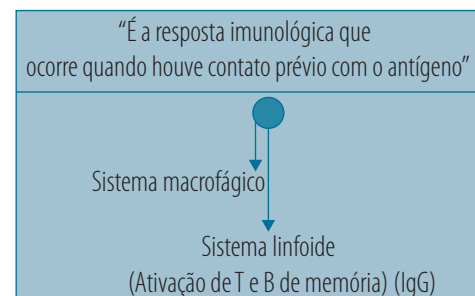 “É a resposta imunológica que
ocorre quando houve contato prévio com o antígeno”
Sistema macrofágico
Sistema linfoide
(Ativação de T e B de memória) (IgG)